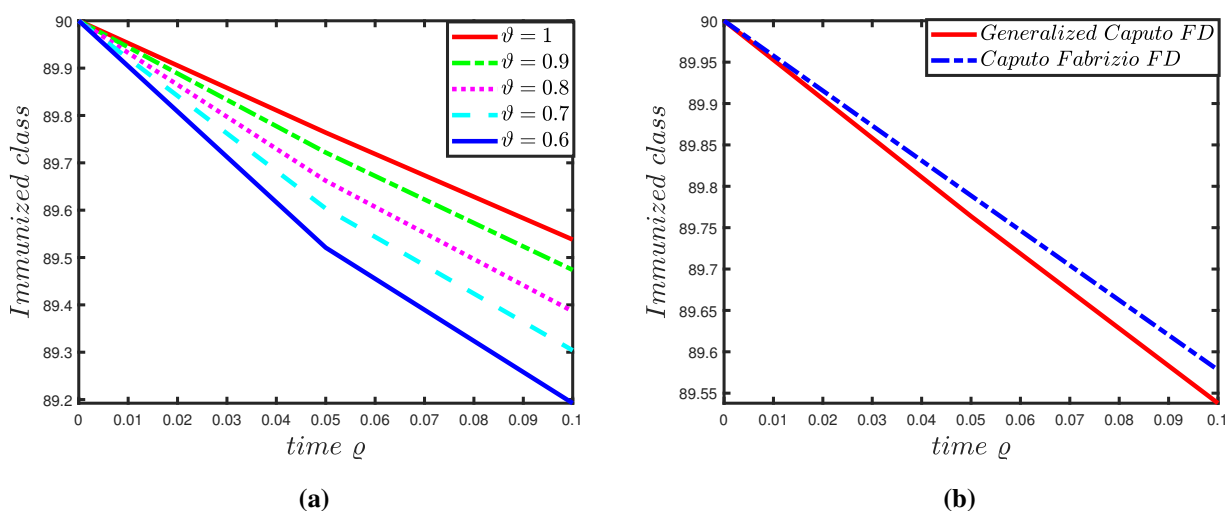 90
89.9
89.8
89.7
89.6
89.5
89.4
89.3
89.2
Immunized class
0 0.01 0.02 0.03 0.04 0.05 0.06 0.07 0.08 0.09 0.1
time ϱ
ϑ = 1
ϑ = 0.9
ϑ = 0.8
ϑ = 0.7
ϑ = 0.6
(a)
90
89.95
89.9
89.85
89.8
89.75
89.7
89.65
89.6
89.55
Immunized class
0 0.01 0.02 0.03 0.04 0.05 0.06 0.07 0.08 0.09 0.1
time ϱ
Generalized Caputo FD
Caputo Fabrizio FD
(b)